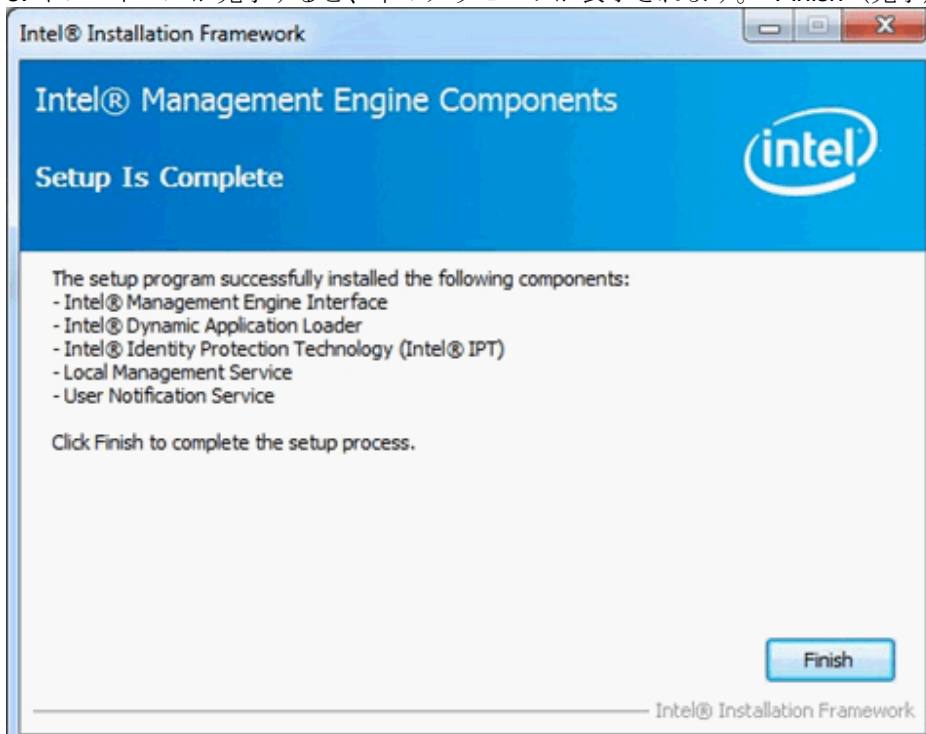 Intel® Installation Framework
Intel® Management Engine Components
intel
Setup Is Complete
The setup program successfully installed the following components:
- Intel® Management Engine Interface
- Intel® Dynamic Application Loader
- Intel® Identity Protection Technology (Intel® IPT)
- Local Management Service
- User Notification Service
Click Finish to complete the setup process.
Finish
Intel® Installation Framework